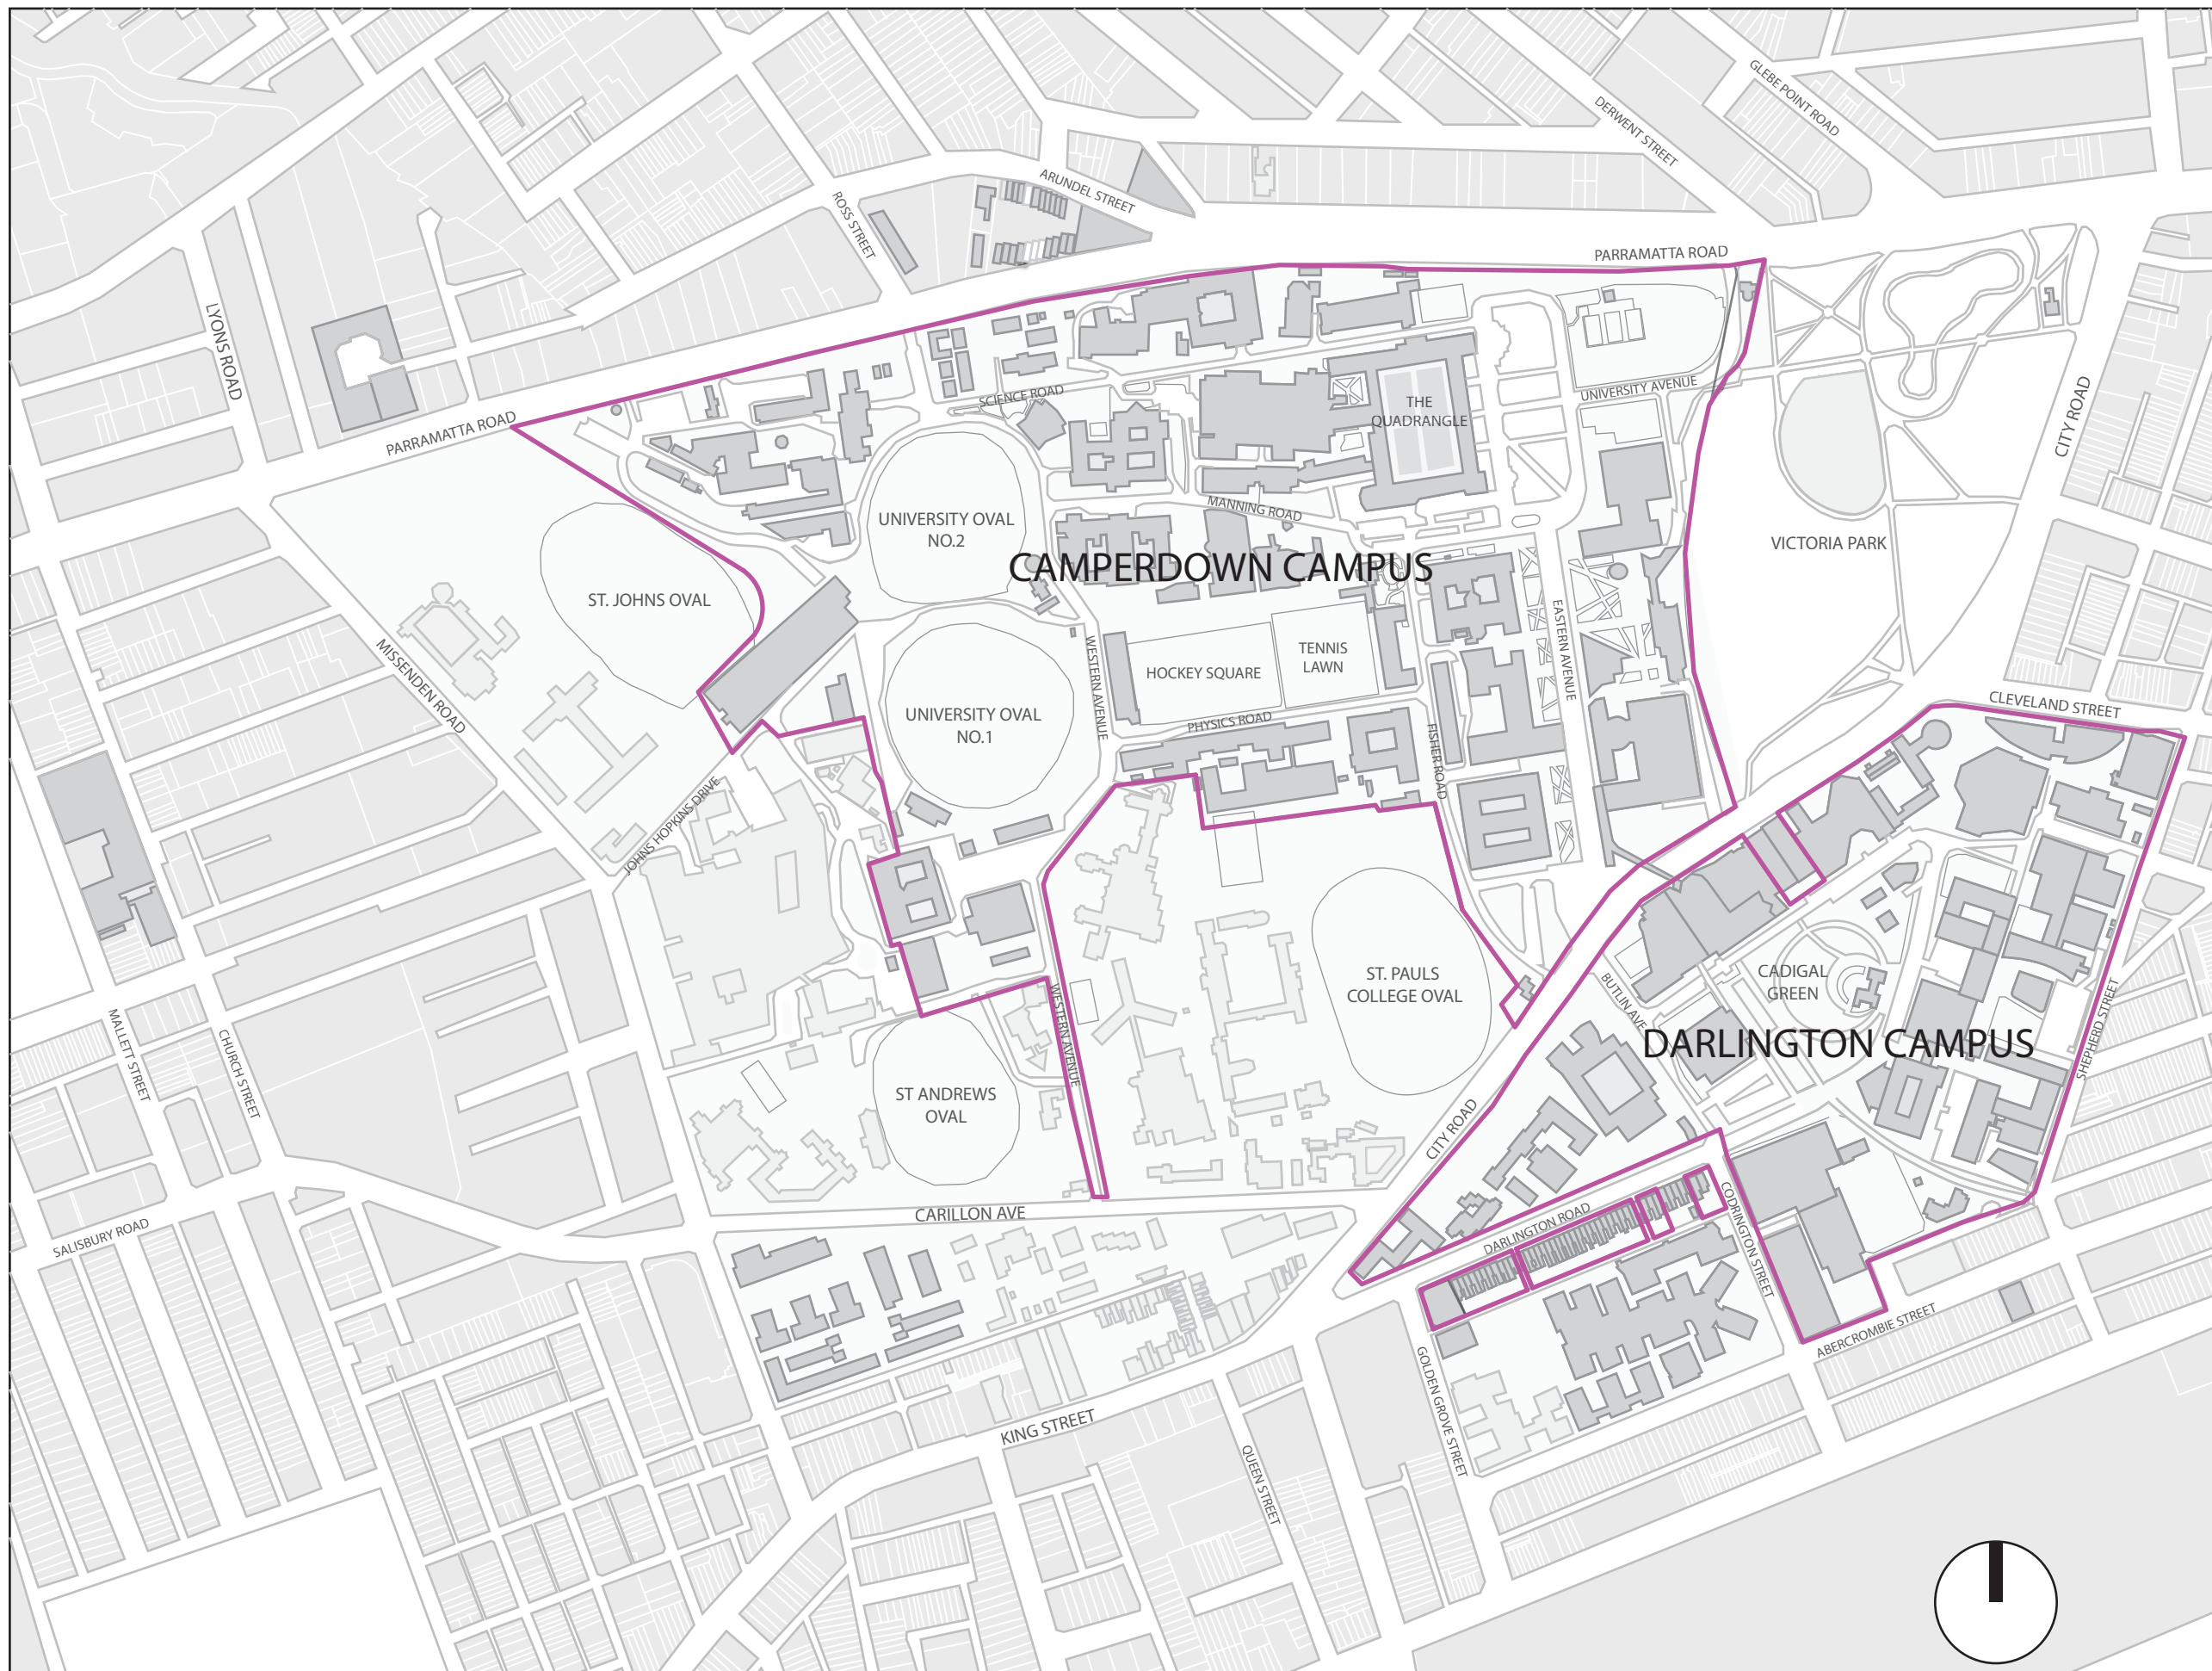 GLEBE POINT ROAD
DERWENT STREET
ARUNDEL STREET
ROSS STREET
PARRAMATTA ROAD
LYONS ROAD
PARRAMATTA ROAD
SCIENCE ROAD
UNIVERSITY AVENUE
THE
QUADRANGLE
CITY ROAD
MANNING ROAD
UNIVERSITY OVAL
NO.2
CAMPERDOWN CAMPUS
VICTORIA PARK
ST. JOHNS OVAL
EASTERN AVENUE
MISSENDEN ROAD
WESTERN AVENUE
HOCKEY SQUARE
TENNIS
LAWN
UNIVERSITY OVAL
NO.1
PHYSICS ROAD
FISHER ROAD
CLEVELAND STREET
JOHNS HOPKINS DRIVE
ST. PAULS
COLLEGE OVAL
CADIGAL
GREEN
BUTLIN AVE
WESTERN AVENUE
DARLINGTON CAMPUS
SHEPHERD STREET
MALLETT STREET
CHURCH STREET
ST ANDREWS
OVAL
CITY ROAD
CARILLON AVE
SALISBURY ROAD
DARLINGTON ROAD
CODRINGTON STREET
ABERCROMBIE STREET
GOLDEN GROVE STREET
KING STREET
QUEEN STREET